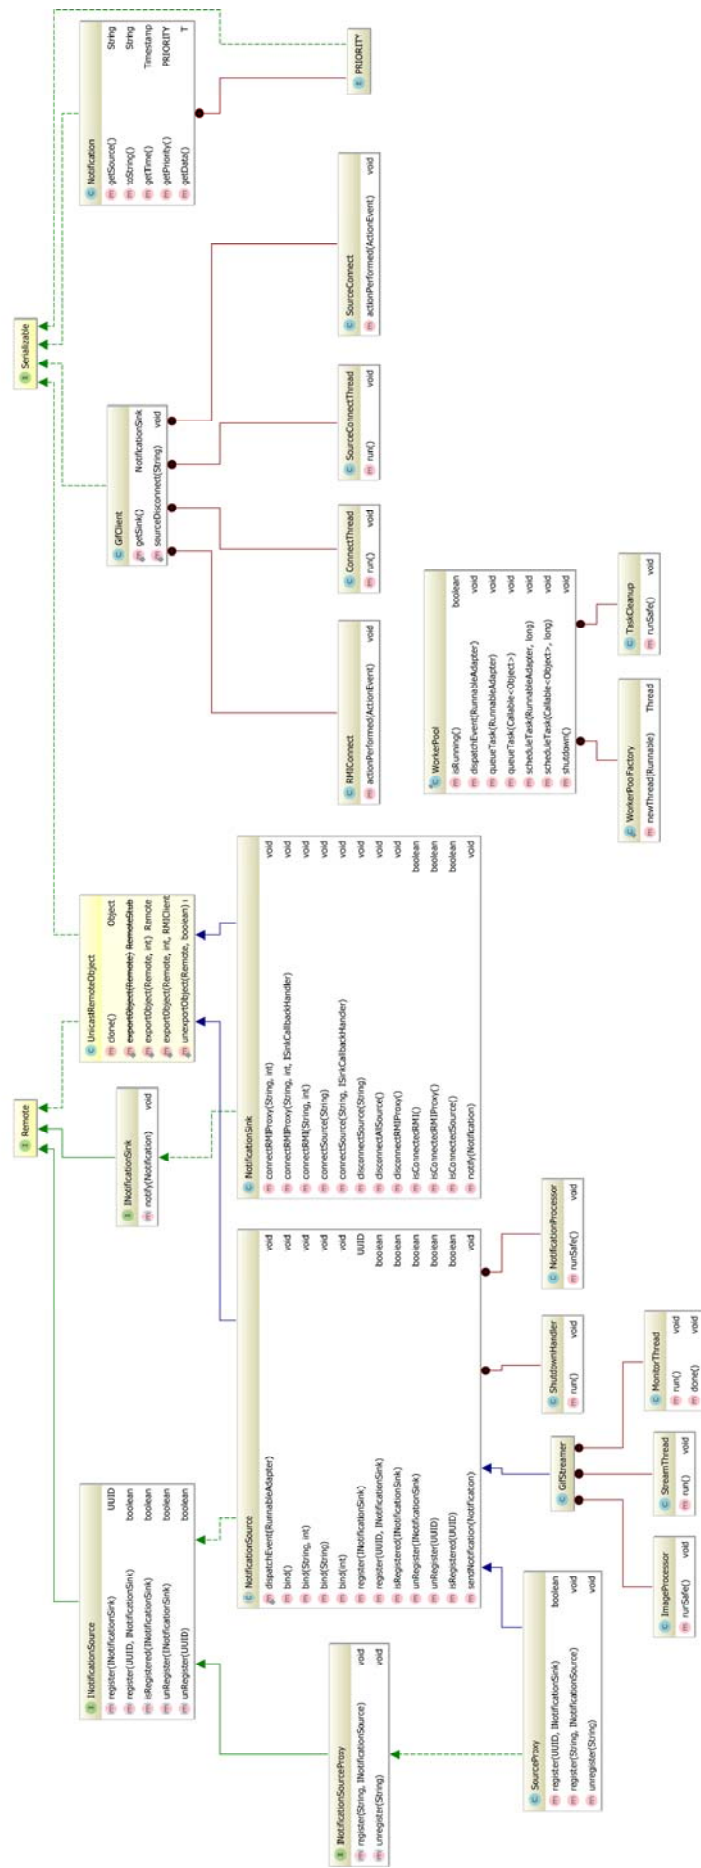 Remote
Serializable
INotificationSource
register(INotificationSink) UUID
register(UUID, INotificationSink) boolean
isRegistered(INotificationSink) boolean
unRegister(INotificationSink) boolean
unRegister(UUID) boolean
INotificationSink
notify(Notification) void
UnicastRemoteObject
clone() Object
exportObject(Remote) RemoteStub
exportObject(Remote, int) Remote
exportObject(Remote, int, RMIClient
unexportObject(Remote, boolean)
GifClient
getSink() NotificationSink
sourceDisconnect(String) void
Notification
getSource() String
toString() String
getTime() Timestamp
getPriority() PRIORITY
getData() T
INotificationSourceProxy
register(String, INotificationSource) void
unregister(String) void
NotificationSource
dispatchEvent(RunnableAdapter) void
bind() void
bind(String, int) void
bind(String) void
bind(int) void
register(INotificationSink) UUID
register(UUID, INotificationSink) boolean
isRegistered(INotificationSink) boolean
unRegister(INotificationSink) boolean
unRegister(UUID) boolean
isRegistered(UUID) boolean
sendNotification(Notification) void
NotificationSink
connectRMIProxy(String, int) void
connectRMIProxy(String, int, ISinkCallbackHandler) void
connectRMI(String, int) void
connectSource(String) void
connectSource(String, ISinkCallbackHandler) void
disconnectSource(String) void
disconnectAllSource() void
disconnectRMIProxy() void
isConnectedRMI() boolean
isConnectedRMIProxy() boolean
isConnectedSource() boolean
notify(Notification) void
RMIConnect
actionPerformed(ActionEvent) void
ConnectThread
run() void
SourceConnectThread
run() void
SourceConnect
actionPerformed(ActionEvent) void
PRIORITY
WorkerPool
isRunning() boolean
dispatchEvent(RunnableAdapter) void
queueTask(RunnableAdapter) void
queueTask(Callable<Object>) void
scheduleTask(RunnableAdapter, long) void
scheduleTask(Callable<Object>, long) void
shutdown() void
SourceProxy
register(UUID, INotificationSink) boolean
register(String, INotificationSource) void
unregister(String) void
GifStreamer
ShutdownHandler
run() void
NotificationProcessor
runSafe() void
WorkerPoolFactory
newThread(Runnable) Thread
TaskCleanup
runSafe() void
ImageProcessor
runSafe() void
StreamThread
run() void
MonitorThread
run() void
done() void